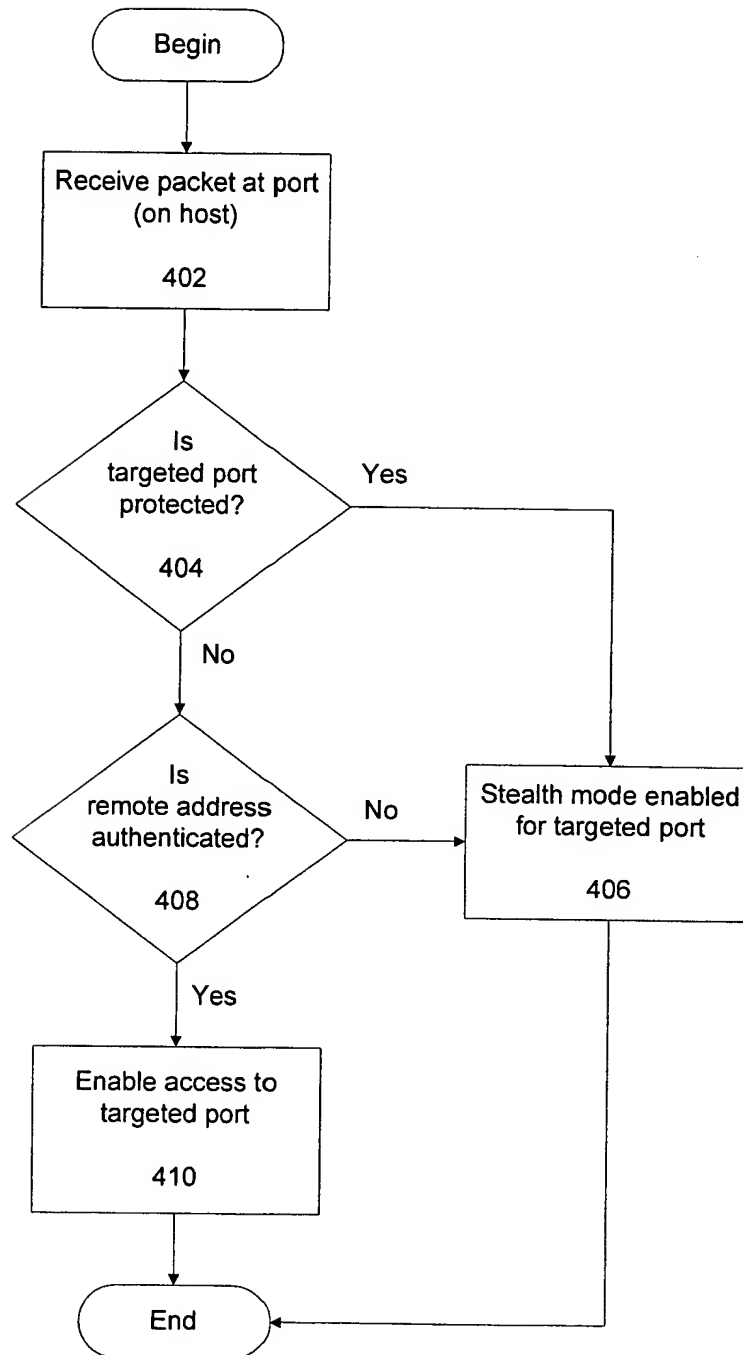 Begin
Receive packet at port
(on host)
402
Is
targeted port
protected?
404
Yes
No
Is
remote address
authenticated?
408
No
Stealth mode enabled
for targeted port
406
Yes
Enable access to
targeted port
410
End